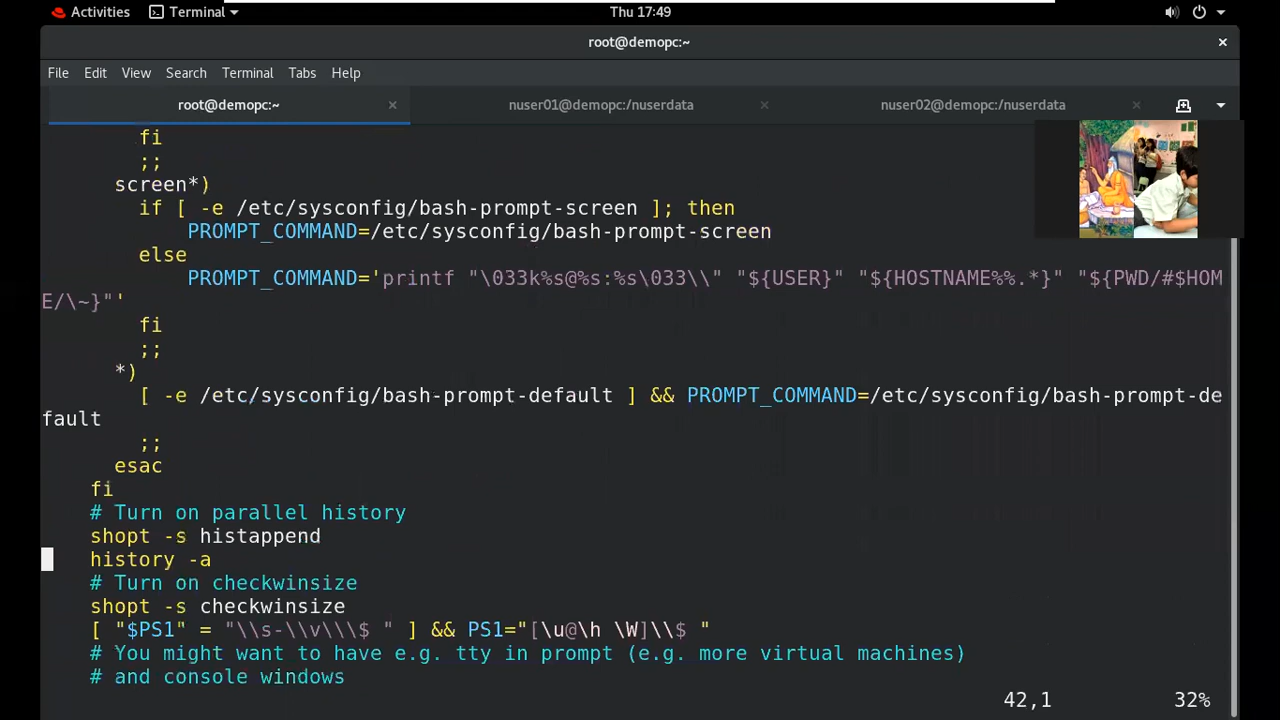 Activities Terminal Thu 17:49
root@demopc:~
File Edit View Search Terminal Tabs Help
root@demopc:~ nuser01@demopc:/nuserdata nuser02@demopc:/nuserdata
fi
;;
screen*)
if [ -e /etc/sysconfig/bash-prompt-screen ]; then
PROMPT_COMMAND=/etc/sysconfig/bash-prompt-screen
else
PROMPT_COMMAND='printf "\033k%s@%s:%s\033\\" "${USER}" "${HOSTNAME%%.*}" "${PWD/#$HOM
E/\~}"'
fi
;;
*)
[ -e /etc/sysconfig/bash-prompt-default ] && PROMPT_COMMAND=/etc/sysconfig/bash-prompt-de
fault
;;
esac
fi
# Turn on parallel history
shopt -s histappend
history -a
# Turn on checkwinsize
shopt -s checkwinsize
[ "$PS1" = "\\s-\\v\\\$ " ] && PS1="[\u@\h \W]\\$ "
# You might want to have e.g. tty in prompt (e.g. more virtual machines)
# and console windows
42,1 32%